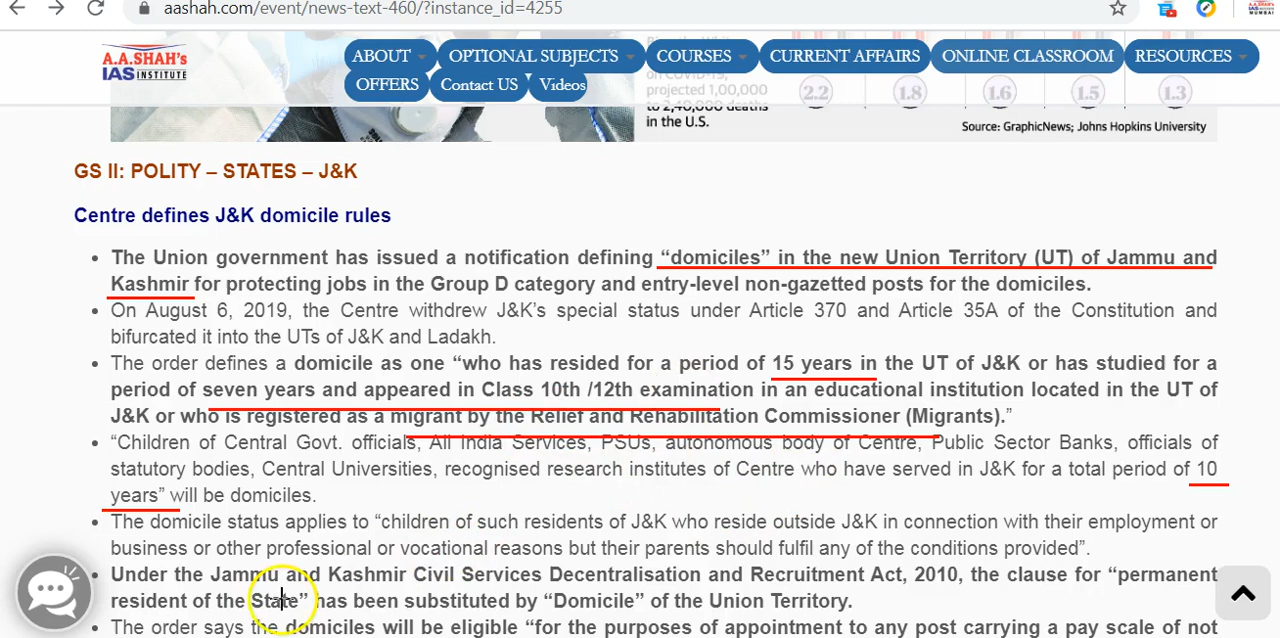 aashah.com/event/news-text-460/?instance_id=4255
A.A.SHAH's
IAS INSTITUTE
ABOUT OPTIONAL SUBJECTS COURSES CURRENT AFFAIRS ONLINE CLASSROOM RESOURCES
OFFERS Contact US Videos
on COVID-19,
projected 1,00,000
to 2,40,000 deaths
in the U.S.
2.2 1.8 1.6 1.5 1.3
Source: GraphicNews; Johns Hopkins University
GS II: POLITY – STATES – J&K
Centre defines J&K domicile rules
• The Union government has issued a notification defining “domiciles” in the new Union Territory (UT) of Jammu and
Kashmir for protecting jobs in the Group D category and entry-level non-gazetted posts for the domiciles.
• On August 6, 2019, the Centre withdrew J&K’s special status under Article 370 and Article 35A of the Constitution and
bifurcated it into the UTs of J&K and Ladakh.
• The order defines a domicile as one “who has resided for a period of 15 years in the UT of J&K or has studied for a
period of seven years and appeared in Class 10th /12th examination in an educational institution located in the UT of
J&K or who is registered as a migrant by the Relief and Rehabilitation Commissioner (Migrants).”
• “Children of Central Govt. officials, All India Services, PSUs, autonomous body of Centre, Public Sector Banks, officials of
statutory bodies, Central Universities, recognised research institutes of Centre who have served in J&K for a total period of 10
years” will be domiciles.
• The domicile status applies to “children of such residents of J&K who reside outside J&K in connection with their employment or
business or other professional or vocational reasons but their parents should fulfil any of the conditions provided”.
• Under the Jammu and Kashmir Civil Services Decentralisation and Recruitment Act, 2010, the clause for “permanent
resident of the State” has been substituted by “Domicile” of the Union Territory.
• The order says the domiciles will be eligible “for the purposes of appointment to any post carrying a pay scale of not